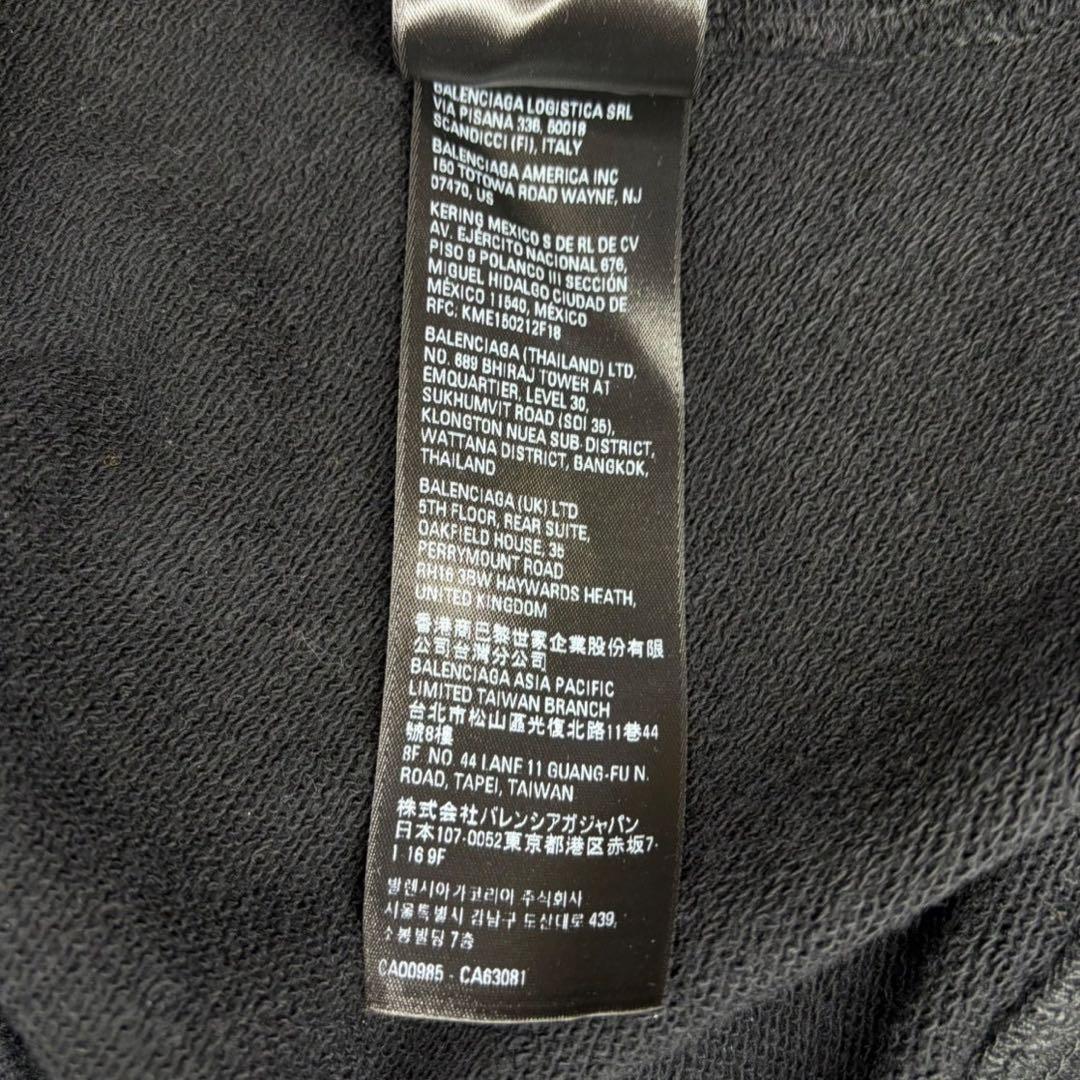 BALENCIAGA LOGISTICA SRL
VIA PISANA 336, 50018
SCANDICCI (FI), ITALY
BALENCIAGA AMERICA INC
150 TOTOWA ROAD WAYNE, NJ
07470, US
KERING MEXICO S DE RL DE CV
AV. EJÉRCITO NACIONAL 676,
PISO 9 POLANCO III SECCIÓN
MIGUEL HIDALGO CIUDAD DE
MÉXICO 11540, MÉXICO
RFC: KME150212F18
BALENCIAGA (THAILAND) LTD.
NO. 689 BHIRAJ TOWER AT
EMQUARTIER, LEVEL 30,
SUKHUMVIT ROAD (SOI 35),
KLONGTON NUEA SUB-DISTRICT,
WATTANA DISTRICT, BANGKOK,
THAILAND
BALENCIAGA (UK) LTD
5TH FLOOR, REAR SUITE,
OAKFIELD HOUSE, 35
PERRYMOUNT ROAD
RH16 3BW HAYWARDS HEATH,
UNITED KINGDOM
香港商巴黎世家企業股份有限
公司台灣分公司
BALENCIAGA ASIA PACIFIC
LIMITED TAIWAN BRANCH
台北市松山區光復北路11巷44
號8樓
8F NO 44 LANE 11 GUANG-FU N.
ROAD, TAPEI, TAIWAN
株式会社バレンシアガジャパン
日本107-0052東京都港区赤坂7-
1 16 9F
발렌시아가코리아 주식회사
서울특별시 강남구 도산대로 439,
소봉빌딩 7층
CA00985 - CA63081